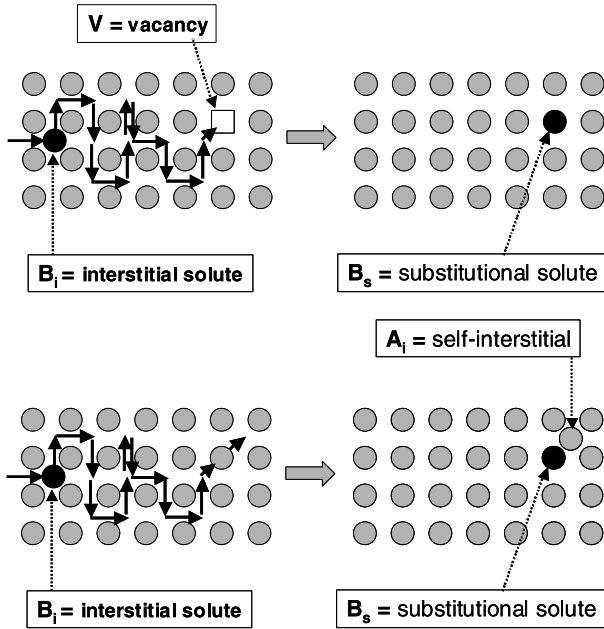 V = vacancy
Bi = interstitial solute
Bs = substitutional solute
Ai = self-interstitial
Bi = interstitial solute
Bs = substitutional solute